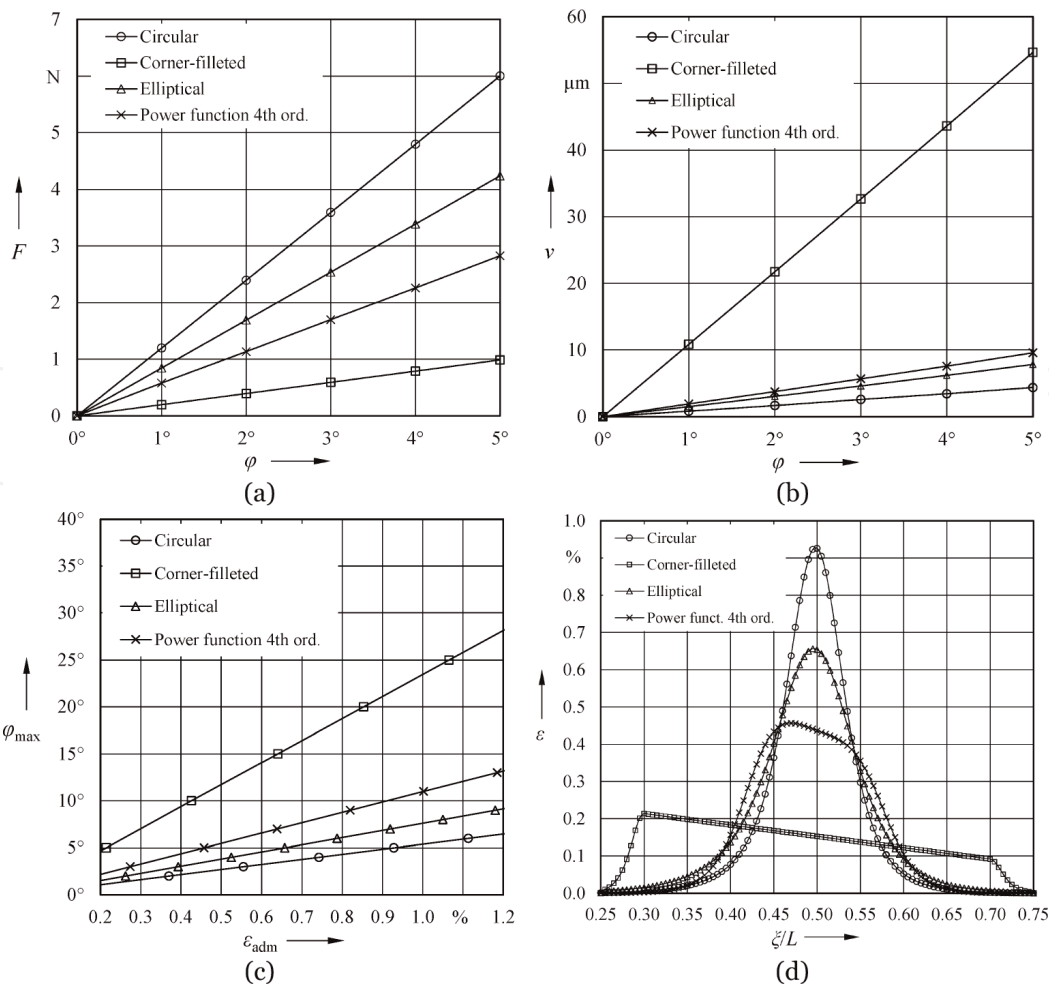 7
N
5
4
3
2
1
0
F
Circular
Corner-filleted
Elliptical
Power function 4th ord.
0° 1° 2° 3° 4° 5°
φ
(a)
60
μm
40
30
20
10
0
v
Circular
Corner-filleted
Elliptical
Power function 4th ord.
0° 1° 2° 3° 4° 5°
φ
(b)
40°
35°
30°
25°
20°
15°
10°
5°
0°
φmax
Circular
Corner-filleted
Elliptical
Power function 4th ord.
0.2 0.3 0.4 0.5 0.6 0.7 0.8 0.9 1.0 % 1.2
εadm
(c)
1.0
%
0.8
0.7
0.6
0.5
0.4
0.3
0.2
0.1
0.0
ε
Circular
Corner-filleted
Elliptical
Power funct. 4th ord.
0.25 0.30 0.35 0.40 0.45 0.50 0.55 0.60 0.65 0.70 0.75
ξ/L
(d)